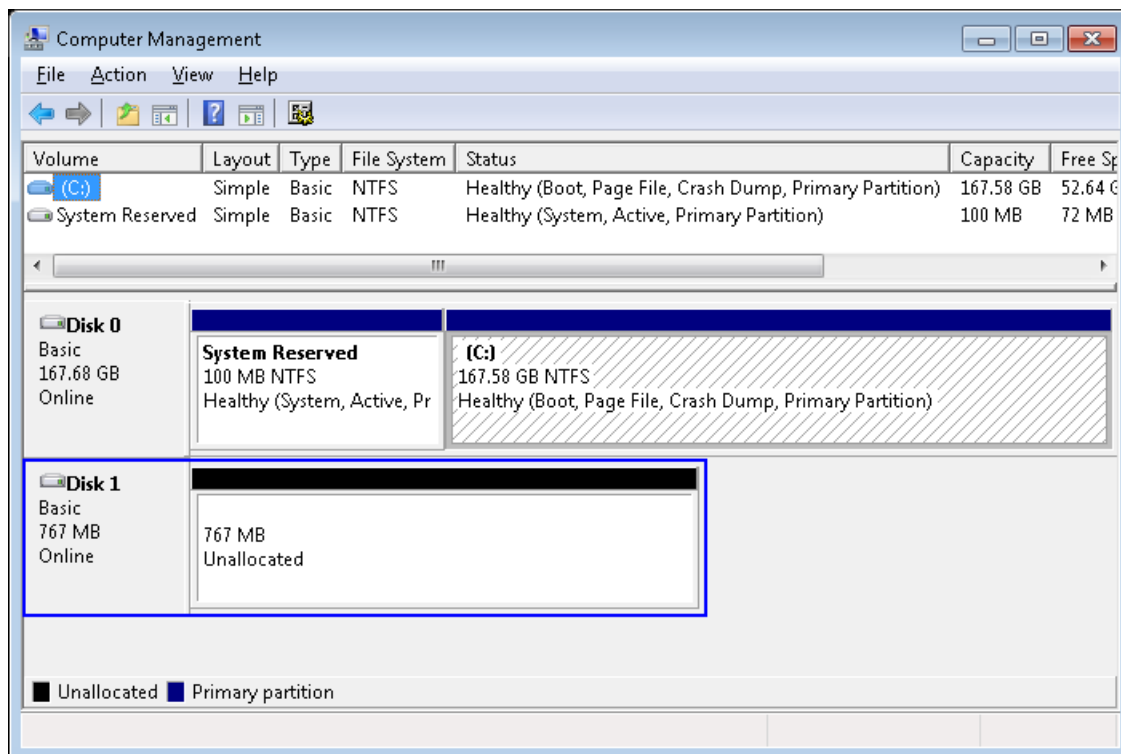 Computer Management
File Action View Help
Volume Layout Type File System Status Capacity Free Sp
(C:) Simple Basic NTFS Healthy (Boot, Page File, Crash Dump, Primary Partition) 167.58 GB 52.64 G
System Reserved Simple Basic NTFS Healthy (System, Active, Primary Partition) 100 MB 72 MB
Disk 0
Basic
167.68 GB
Online
System Reserved
100 MB NTFS
Healthy (System, Active, Pr
(C:)
167.58 GB NTFS
Healthy (Boot, Page File, Crash Dump, Primary Partition)
Disk 1
Basic
767 MB
Online
767 MB
Unallocated
Unallocated Primary partition